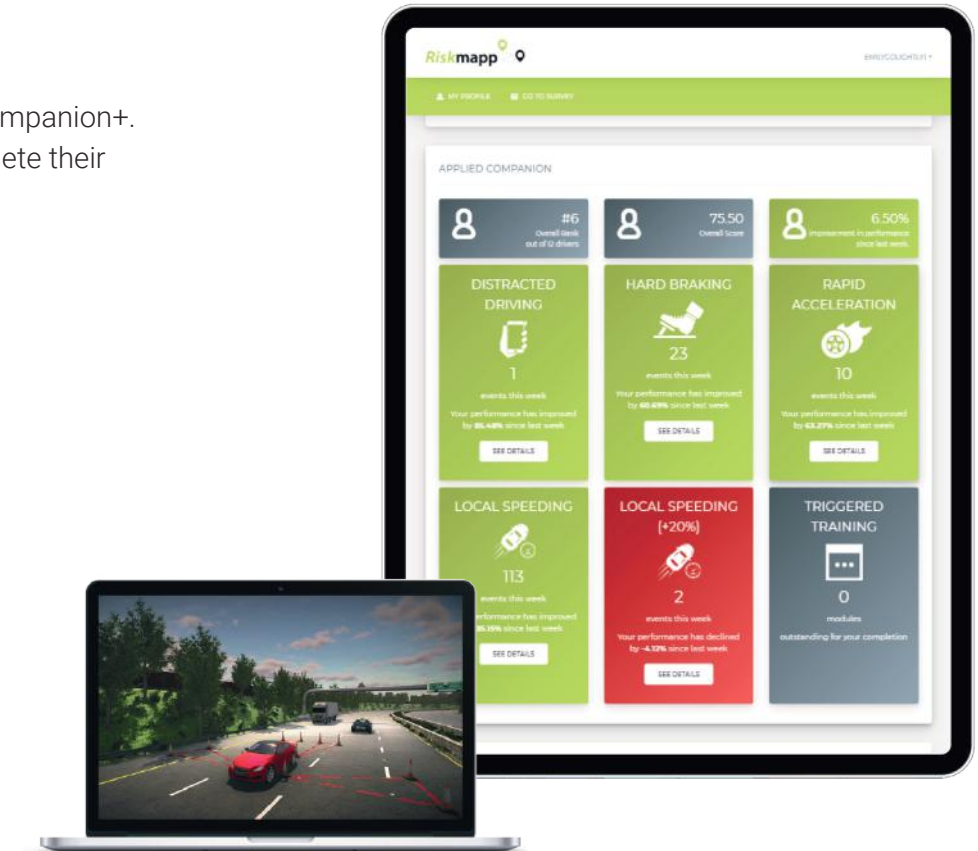 mpanion+.
ete their
Riskmapp
MY PROFILE GO TO SURVEY
APPLIED COMPANION
#6
Overall Rank
out of 12 drivers
75.50
Overall Score
6.50%
improvement in performance
since last week.
DISTRACTED
DRIVING
1
events this week
Your performance has improved
by 85.48% since last week
SEE DETAILS
HARD BRAKING
23
events this week
Your performance has improved
by 60.69% since last week
SEE DETAILS
RAPID
ACCELERATION
10
events this week
Your performance has improved
by 63.27% since last week
SEE DETAILS
LOCAL SPEEDING
113
events this week
performance has improved
since last week
SEE DETAILS
LOCAL SPEEDING
(+20%)
2
events this week
Your performance has declined
by -4.12% since last week
SEE DETAILS
TRIGGERED
TRAINING
0
modules
outstanding for your completion